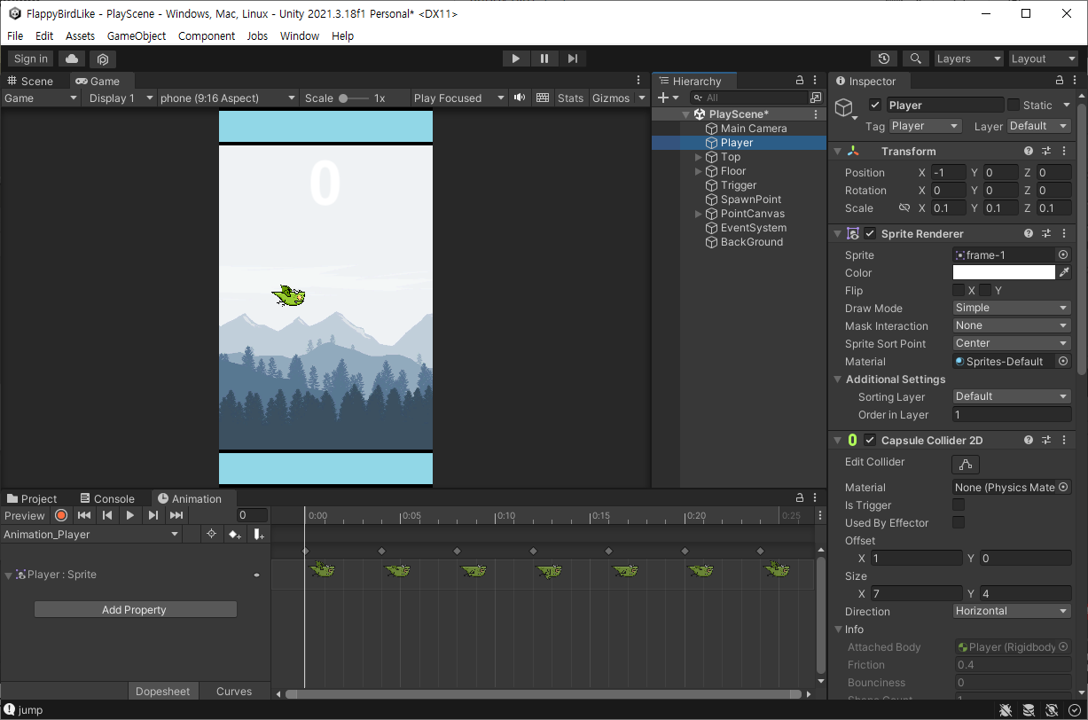 FlappyBirdLike - PlayScene - Windows, Mac, Linux - Unity 2021.3.18f1 Personal* <DX11>
File Edit Assets GameObject Component Jobs Window Help
Sign in Layers Layout
Scene Game
Game Display 1 phone (9:16 Aspect) Scale 1x Play Focused Stats Gizmos
0
Hierarchy
All
PlayScene*
Main Camera
Player
Top
Floor
Trigger
SpawnPoint
PointCanvas
EventSystem
BackGround
Inspector
Player Static
Tag Player Layer Default
Transform
Position X -1 Y 0 Z 0
Rotation X 0 Y 0 Z 0
Scale X 0.1 Y 0.1 Z 0.1
Sprite Renderer
Sprite frame-1
Color
Flip X Y
Draw Mode Simple
Mask Interaction None
Sprite Sort Point Center
Material Sprites-Default
Additional Settings
Sorting Layer Default
Order in Layer 1
Capsule Collider 2D
Edit Collider
Material None (Physics Mate
Is Trigger
Used By Effector
Offset
X 1 Y 0
Size
X 7 Y 4
Direction Horizontal
Info
Attached Body Player (Rigidbody
Friction 0.4
Bounciness 0
Project Console Animation
Preview 0 0:00 0:05 0:10 0:15 0:20 0:25
Animation_Player
Player : Sprite
Add Property
Dopesheet Curves
jump